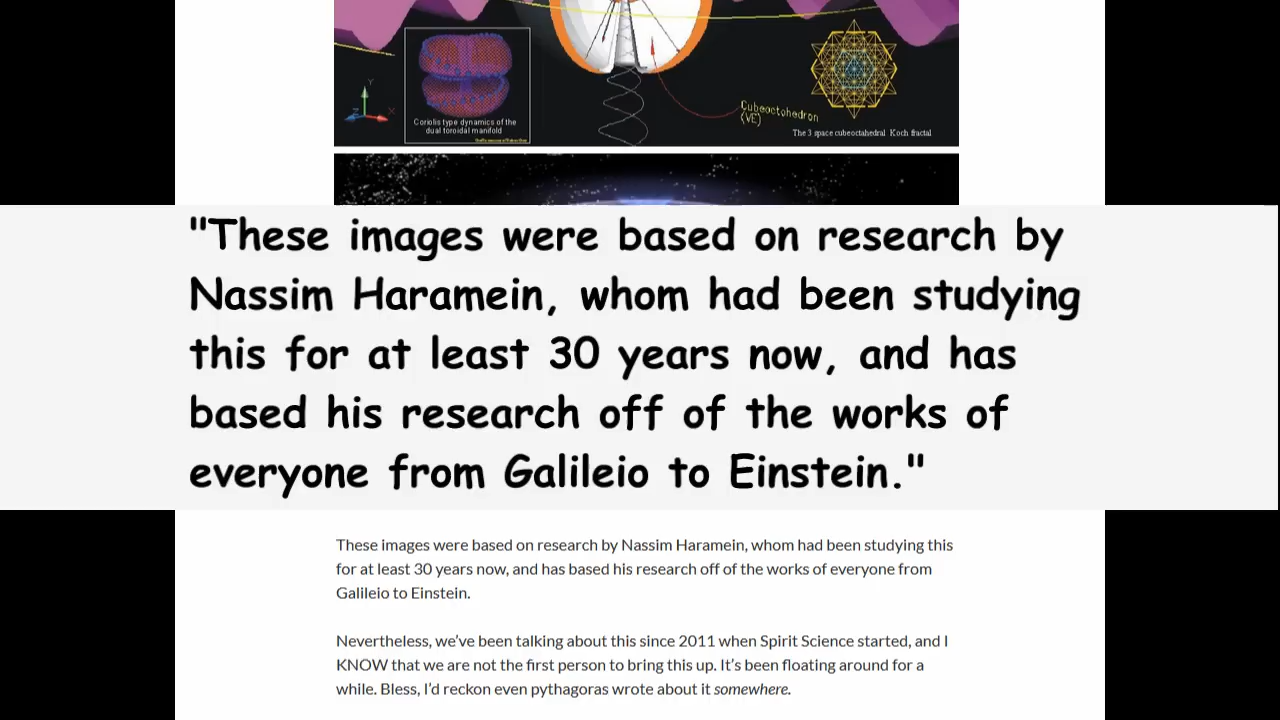 Coriolis type dynamics of the
dual toroidal manifold
Y
X
Z
Cubeoctohedron
(VE)
The 3 space cubeoctahedral Koch fractal
"These images were based on research by
Nassim Haramein, whom had been studying
this for at least 30 years now, and has
based his research off of the works of
everyone from Galileio to Einstein."
These images were based on research by Nassim Haramein, whom had been studying this
for at least 30 years now, and has based his research off of the works of everyone from
Galileio to Einstein.
Nevertheless, we've been talking about this since 2011 when Spirit Science started, and I
KNOW that we are not the first person to bring this up. It's been floating around for a
while. Bless, I'd reckon even pythagoras wrote about it somewhere.